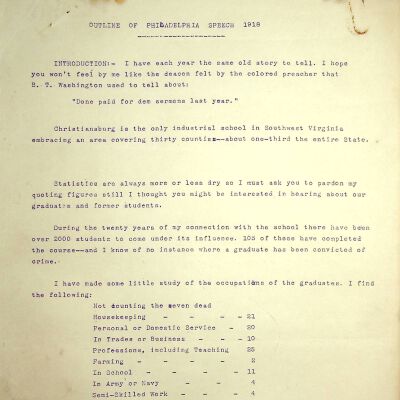 OUTLINE OF PHILADELPHIA SPEECH 1918
INTRODUCTION:- I have each year the same old story to tell. I hope
you won't feel by me like the deacon felt by the colored preacher that
B. T. Washington used to tell about:
"Done paid for dem sermons last year."
Christiansburg is the only industrial school in Southwest Virginia
embracing an area covering thirty counties--about one-third the entire State.
Statistics are always more or less dry so I must ask you to pardon my
quoting figures still I thought you might be interested in hearing about our
graduates and former students.
During the twenty years of my connection with the school there have been
over 2000 students to come under its influence. 105 of these have completed
the course--and I know of no instance where a graduate has been convicted of
crime.
I have made some little study of the occupations of the graduates. I find
the following:
Not counting the seven dead
Housekeeping - - - - 21
Personal or Domestic Service - 20
In Trades or Business - - - 10
Professions, including Teaching 25
Farming - - - - - 2
In School - - - - - 11
In Army or Navy - - - 4
Semi-Skilled Work - - - 4